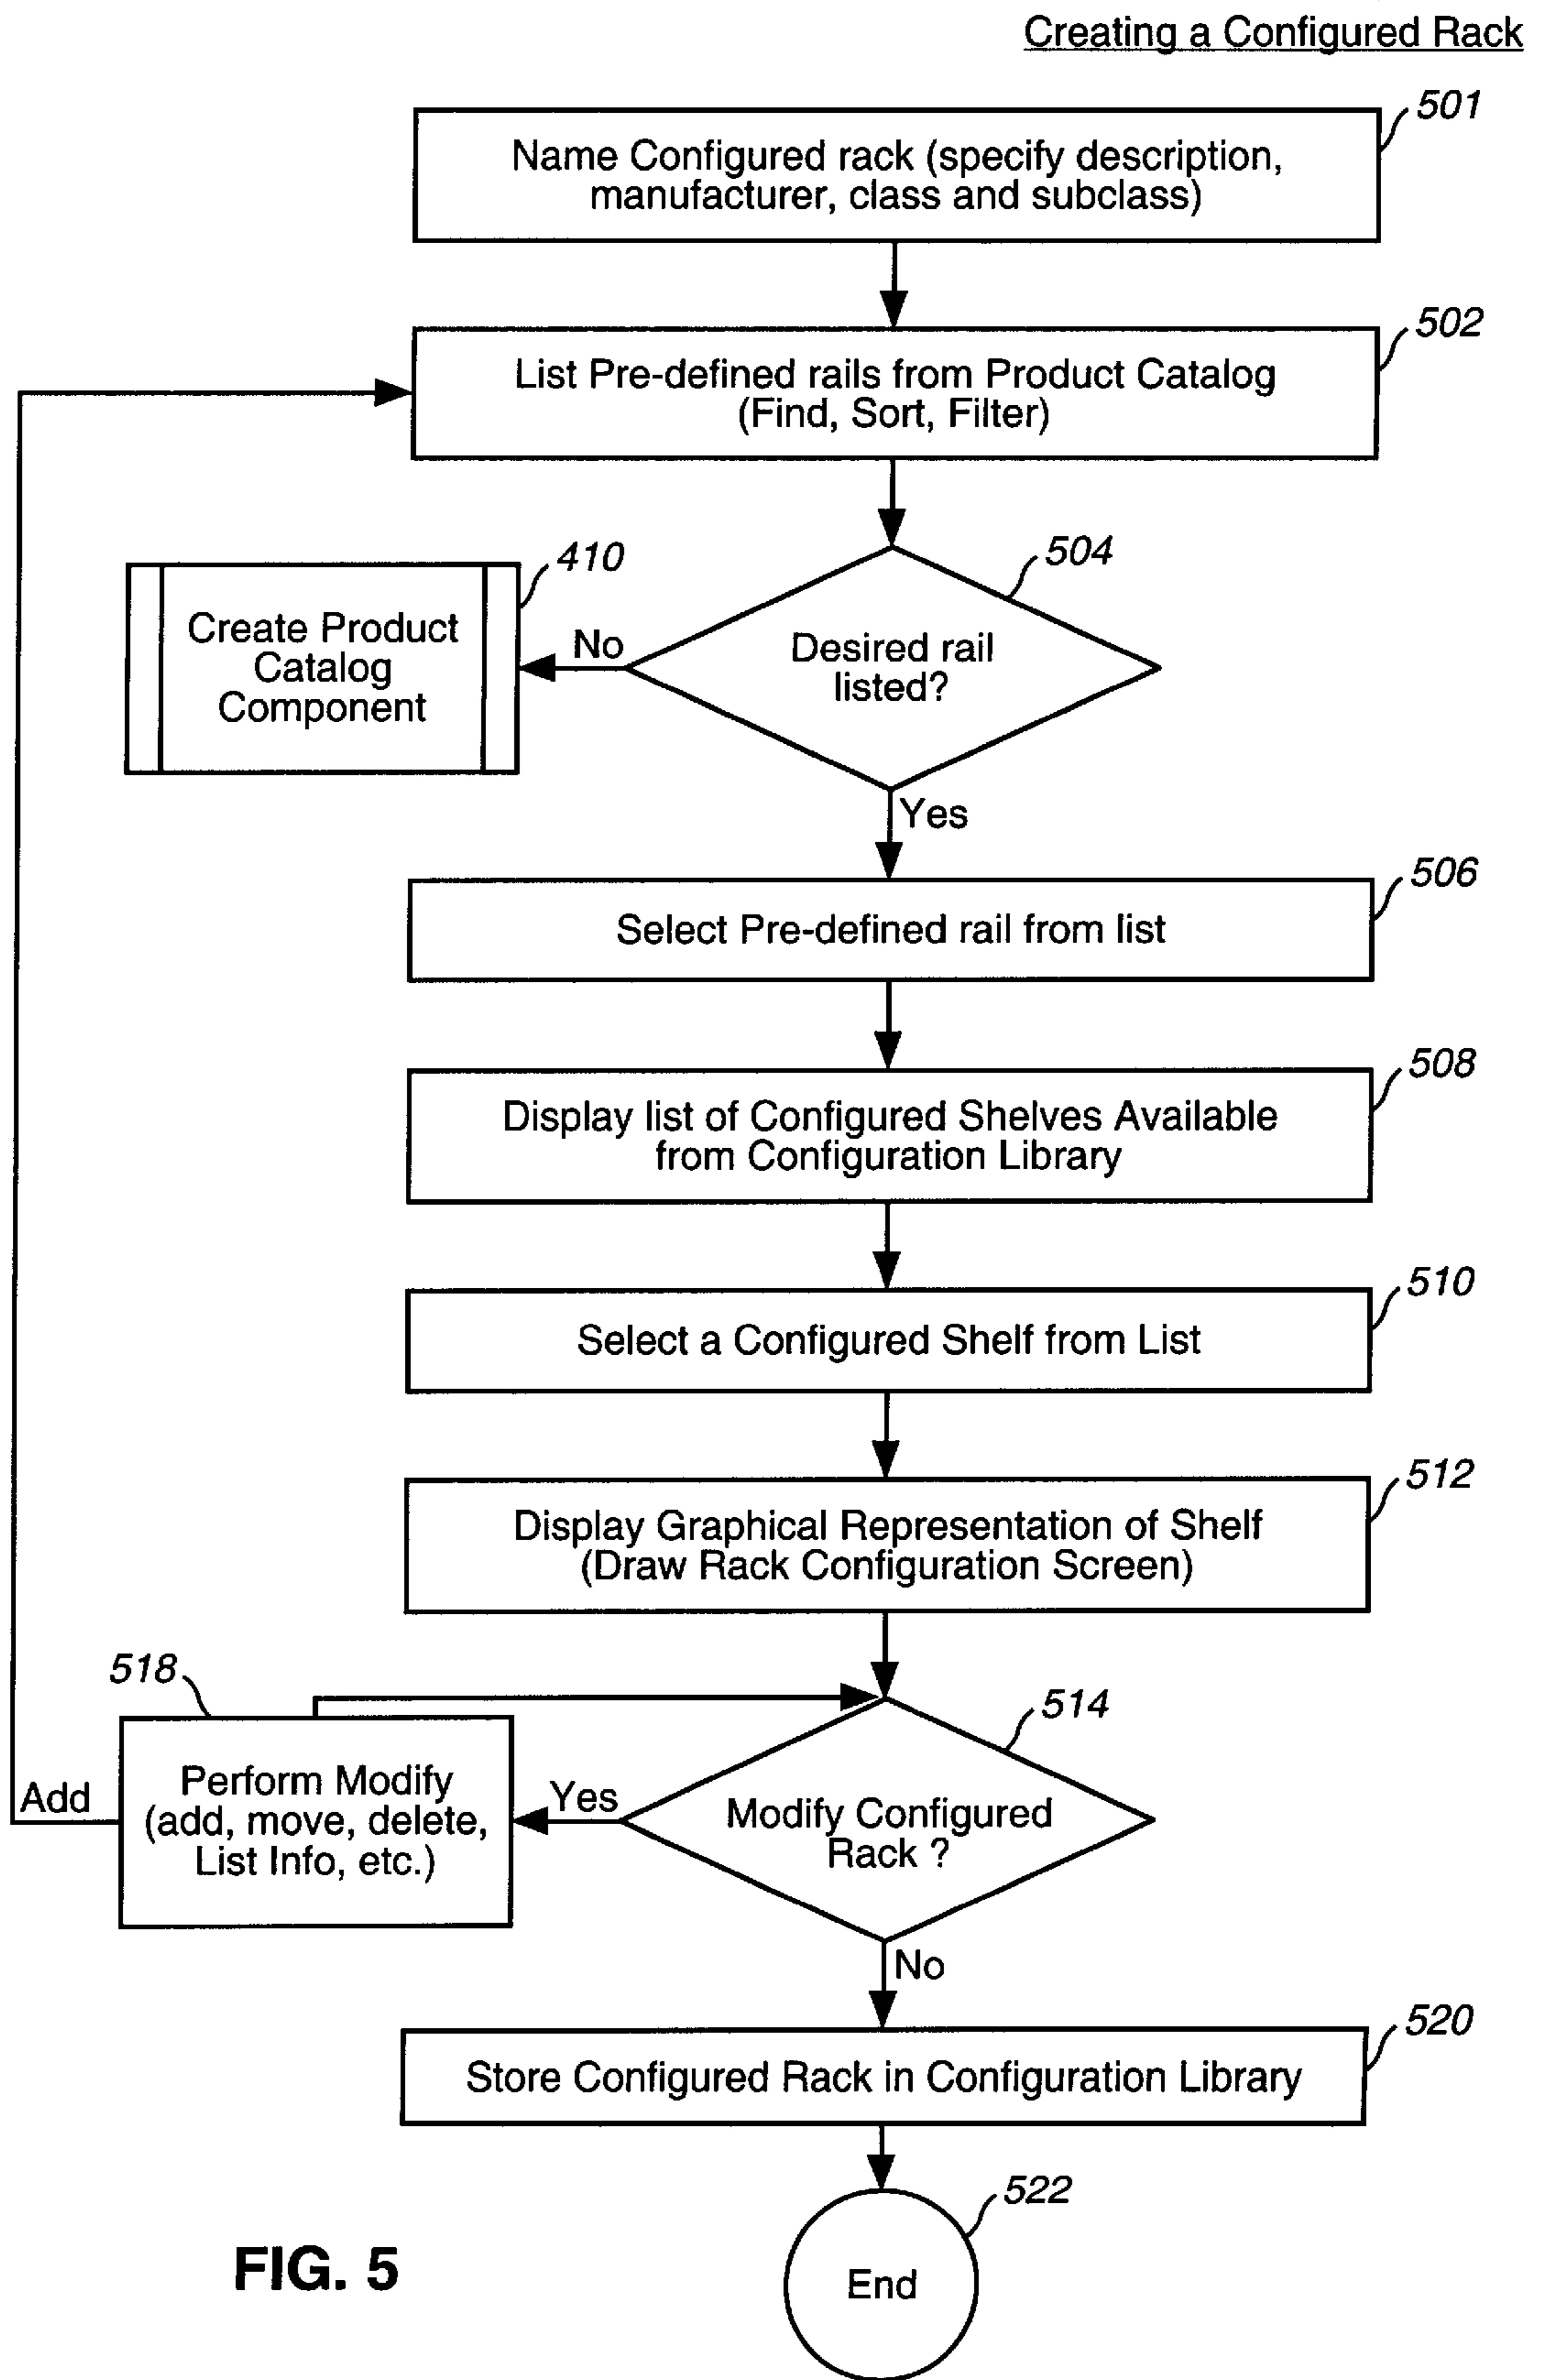 Creating a Configured Rack
501
Name Configured rack (specify description,
manufacturer, class and subclass)
502
List Pre-defined rails from Product Catalog
(Find, Sort, Filter)
410
504
Create Product
Catalog
Component
No
Desired rail
listed?
Yes
506
Select Pre-defined rail from list
508
Display list of Configured Shelves Available
from Configuration Library
510
Select a Configured Shelf from List
512
Display Graphical Representation of Shelf
(Draw Rack Configuration Screen)
518
514
Add
Perform Modify
(add, move, delete,
List Info, etc.)
Yes
Modify Configured
Rack ?
No
520
Store Configured Rack in Configuration Library
522
End
FIG. 5